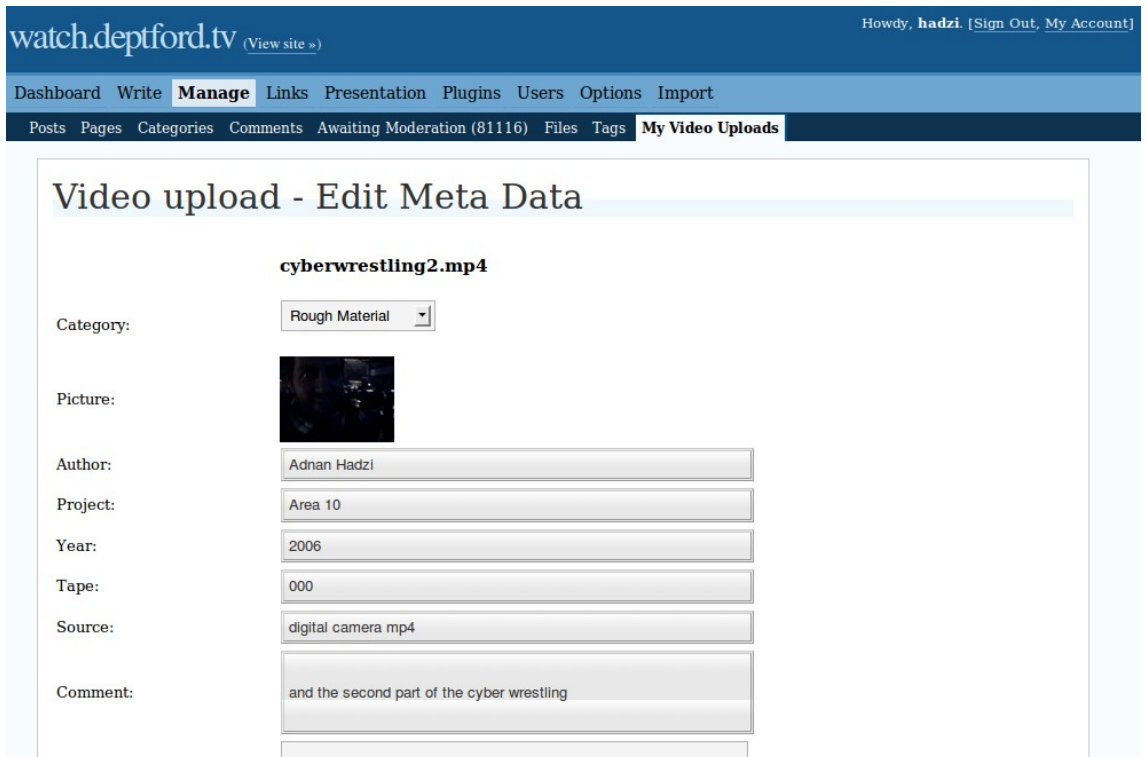 watch.deptford.tv (View site »)
Howdy, hadzi. [Sign Out, My Account]
Dashboard Write Manage Links Presentation Plugins Users Options Import
Posts Pages Categories Comments Awaiting Moderation (81116) Files Tags My Video Uploads
Video upload - Edit Meta Data
cyberwrestling2.mp4
Category: Rough Material
Picture:
Author: Adnan Hadzi
Project: Area 10
Year: 2006
Tape: 000
Source: digital camera mp4
Comment: and the second part of the cyber wrestling